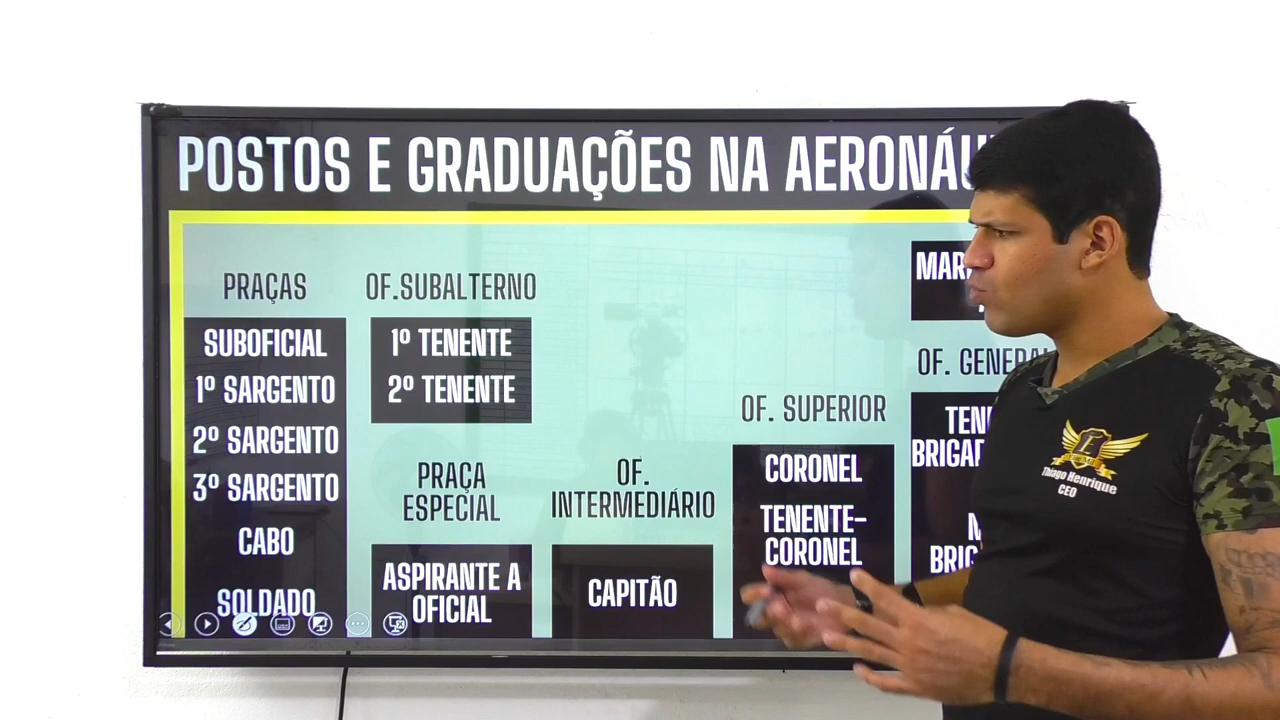 POSTOS E GRADUAÇÕES NA
PRAÇAS
SUBOFICIAL
1º SARGENTO
2º SARGENTO
3º SARGENTO
CABO
SOLDADO
OF.SUBALTERNO
1º TENENTE
2º TENENTE
PRAÇA
ESPECIAL
ASPIRANTE A
OFICIAL
OF.
INTERMEDIÁRIO
CAPITÃO
OF. SUPERIOR
CORONEL
TENENTE-
CORONEL
OF.
Thiago Henrique
CEO